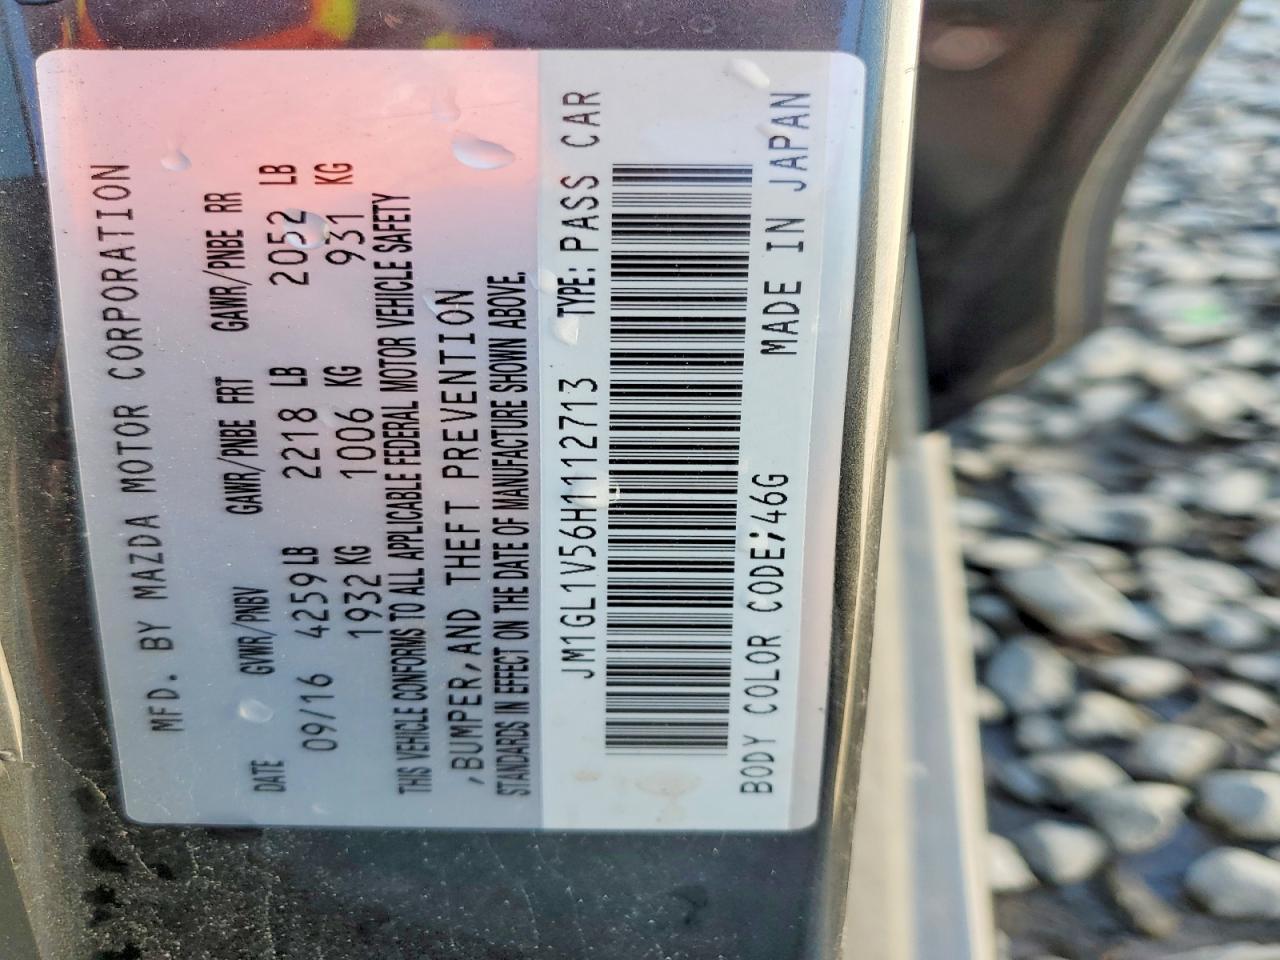 MFD. BY MAZDA MOTOR CORPORATION
DATE GVWR/PNBV GAWR/PNBE FRT GAWR/PNBE RR
09/16 4259LB 2218 LB 2052 LB
1932KG 1006 KG 931 KG
THIS VEHICLE CONFORMS TO ALL APPLICABLE FEDERAL MOTOR VEHICLE SAFETY
,BUMPER,AND THEFT PREVENTION
STANDARDS IN EFFECT ON THE DATE OF MANUFACTURE SHOWN ABOVE.
JM1GL1V56H1112713 TYPE: PASS CAR
BODY COLOR CODE:46G MADE IN JAPAN